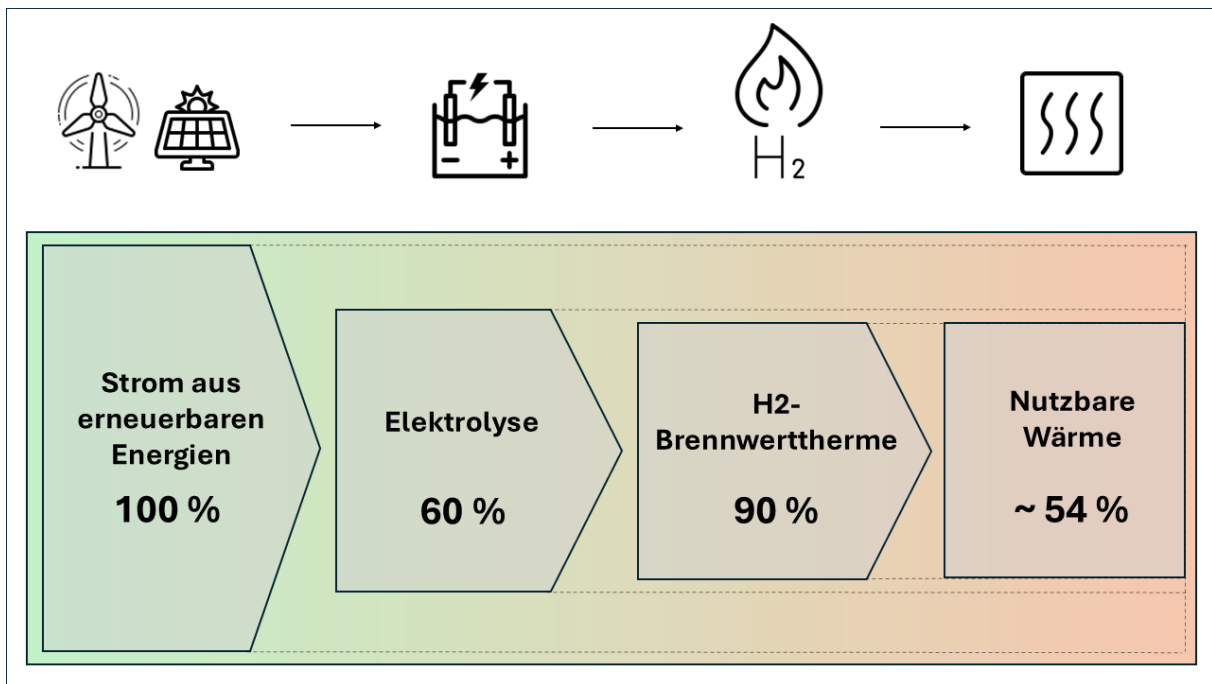 − +
H2
Strom aus
erneuerbaren
Energien
100 %
Elektrolyse
60 %
H2-
Brennwerttherme
90 %
Nutzbare
Wärme
~ 54 %